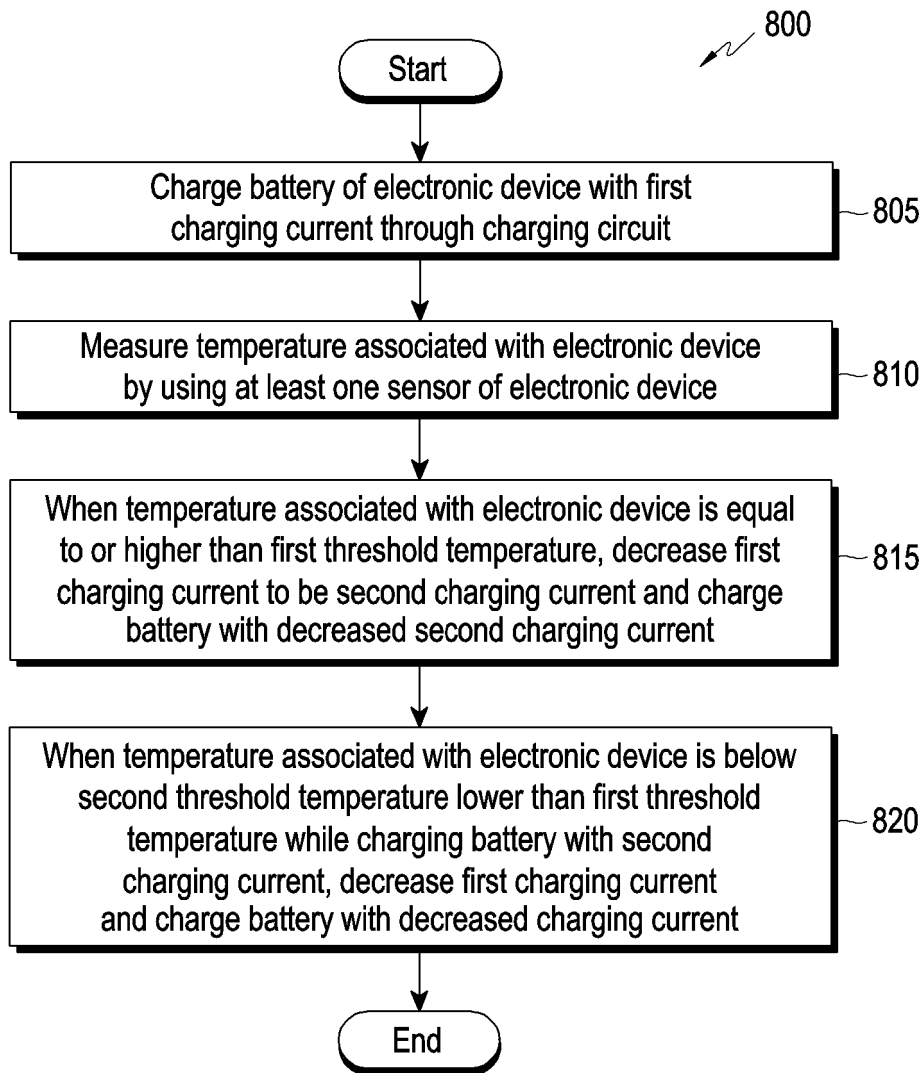 800
Start
Charge battery of electronic device with first
charging current through charging circuit
805
Measure temperature associated with electronic device
by using at least one sensor of electronic device
810
When temperature associated with electronic device is equal
to or higher than first threshold temperature, decrease first
charging current to be second charging current and charge
battery with decreased second charging current
815
When temperature associated with electronic device is below
second threshold temperature lower than first threshold
temperature while charging battery with second
charging current, decrease first charging current
and charge battery with decreased charging current
820
End